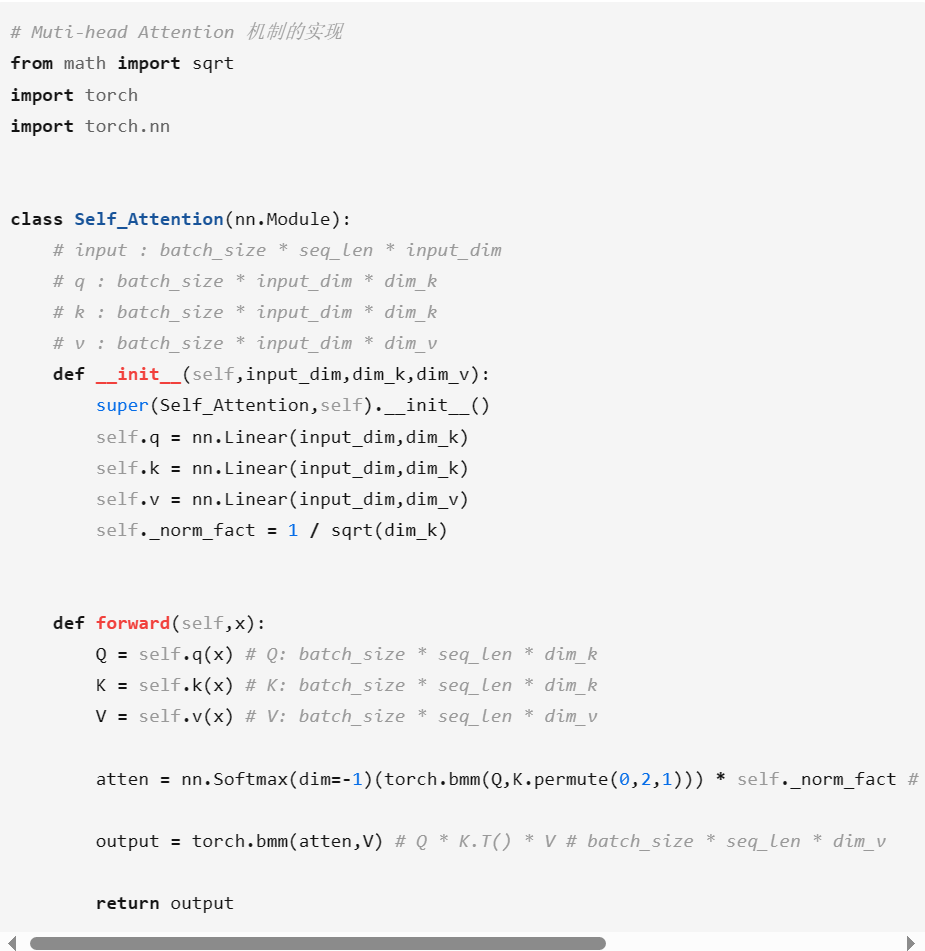 # Muti-head Attention 机制的实现
from math import sqrt
import torch
import torch.nn
class Self_Attention(nn.Module):
    # input : batch_size * seq_len * input_dim
    # q : batch_size * input_dim * dim_k
    # k : batch_size * input_dim * dim_k
    # v : batch_size * input_dim * dim_v
    def __init__(self,input_dim,dim_k,dim_v):
        super(Self_Attention,self).__init__()
        self.q = nn.Linear(input_dim,dim_k)
        self.k = nn.Linear(input_dim,dim_k)
        self.v = nn.Linear(input_dim,dim_v)
        self._norm_fact = 1 / sqrt(dim_k)
    def forward(self,x):
        Q = self.q(x) # Q: batch_size * seq_len * dim_k
        K = self.k(x) # K: batch_size * seq_len * dim_k
        V = self.v(x) # V: batch_size * seq_len * dim_v
        atten = nn.Softmax(dim=-1)(torch.bmm(Q,K.permute(0,2,1))) * self._norm_fact #
        output = torch.bmm(atten,V) # Q * K.T() * V # batch_size * seq_len * dim_v
        return output